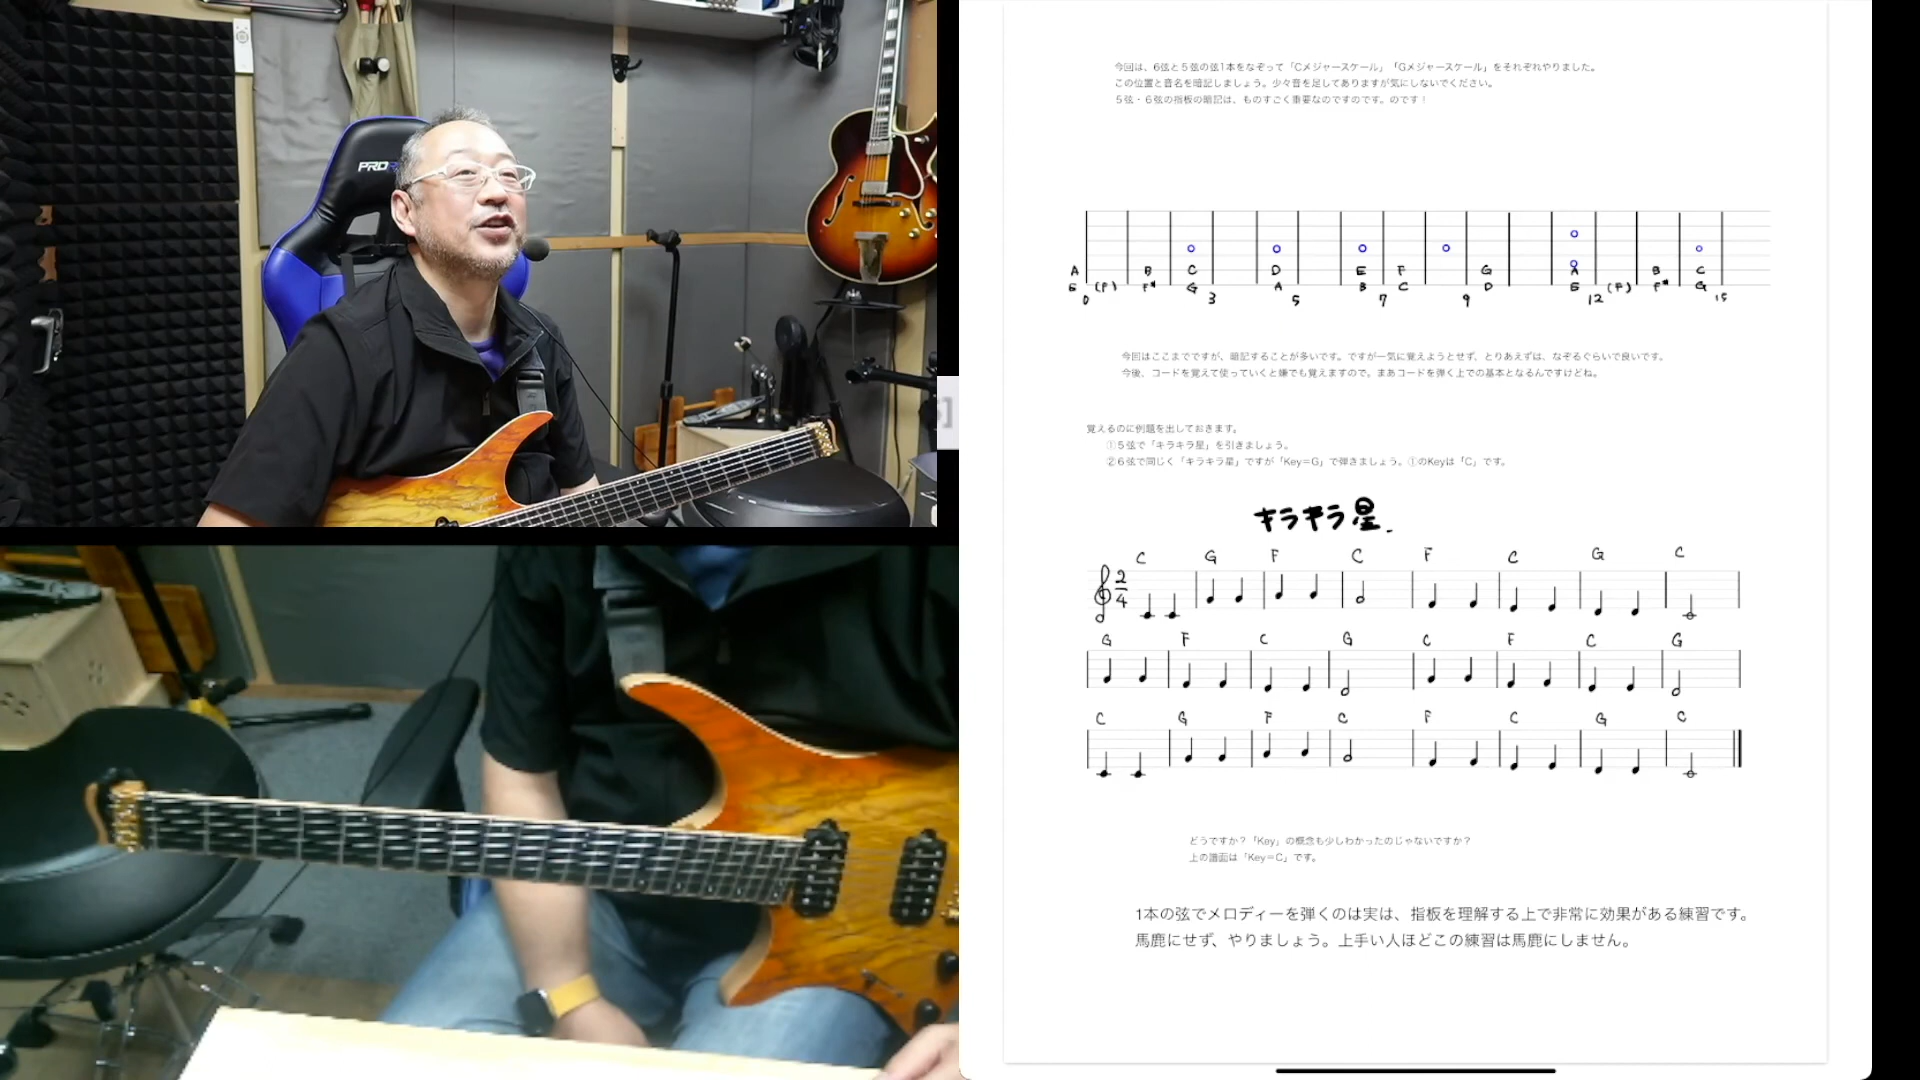 PRO
今回は、6弦と5弦の弦1本をなぞって「Cメジャースケール」「Gメジャースケール」をそれぞれやりました。
この位置と音名を暗記しましょう。少々音を足してありますが気にしないでください。
5弦・6弦の指板の暗記は、ものすごく重要なのですのです。のです！
A B C D E F G A B C
E (F) F# G A B C D E (F) F# G
0 3 5 7 9 12 15
今回はここまでですが、暗記することが多いです。ですが一気に覚えようとせず、とりあえずは、なぞるぐらいで良いです。
今後、コードを覚えて使っていくと嫌でも覚えますので。まあコードを弾く上での基本となるんですけどね。
覚えるのに例題を出しておきます。
①5弦で「キラキラ星」を引きましょう。
②6弦で同じく「キラキラ星」ですが「Key=G」で弾きましょう。①のKeyは「C」です。
キラキラ星.
C G F C F C G C
2
4
G F C G C F C G
C G F C F C G C
どうですか？「Key」の概念も少しわかったのじゃないですか？
上の譜面は「Key=C」です。
1本の弦でメロディーを弾くのは実は、指板を理解する上で非常に効果がある練習です。
馬鹿にせず、やりましょう。上手い人ほどこの練習は馬鹿にしません。